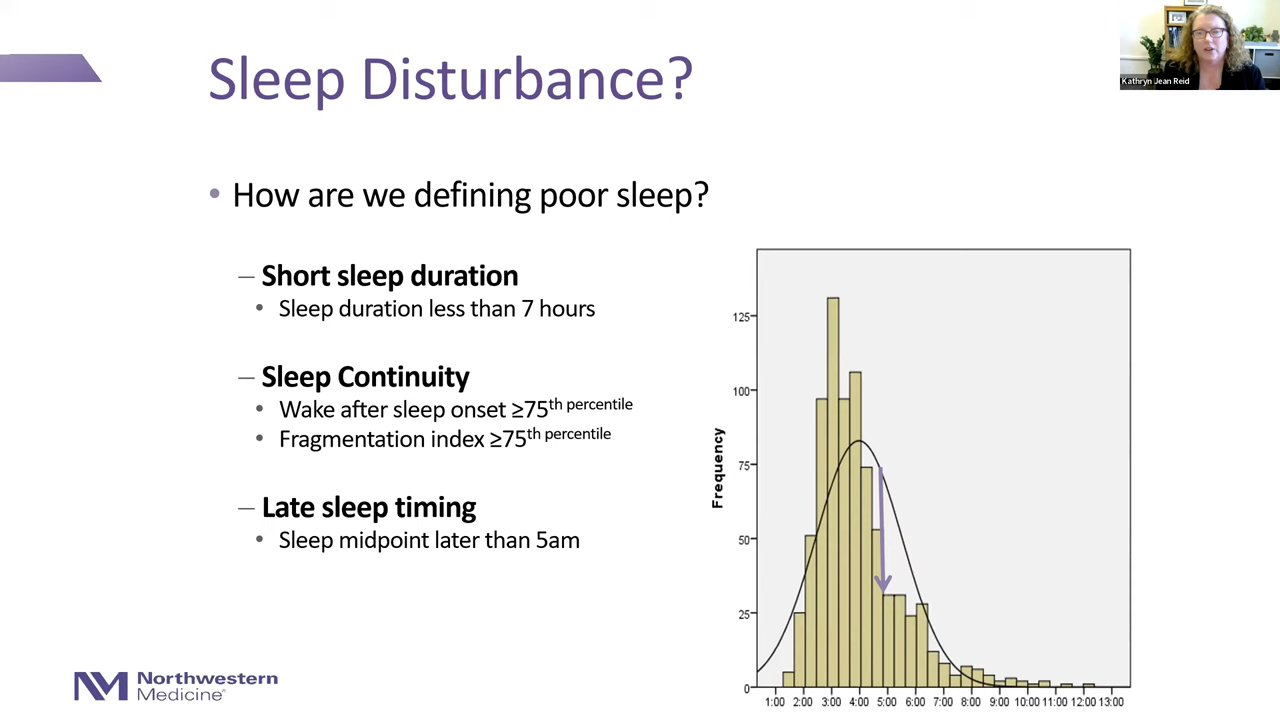 Sleep Disturbance?
Kathryn Jean Reid
• How are we defining poor sleep?
– Short sleep duration
• Sleep duration less than 7 hours
– Sleep Continuity
• Wake after sleep onset ≥75th percentile
• Fragmentation index ≥75th percentile
– Late sleep timing
• Sleep midpoint later than 5am
Frequency
125
100
75
50
25
0
1:00 2:00 3:00 4:00 5:00 6:00 7:00 8:00 9:00 10:00 11:00 12:00 13:00
NM Northwestern
Medicine®